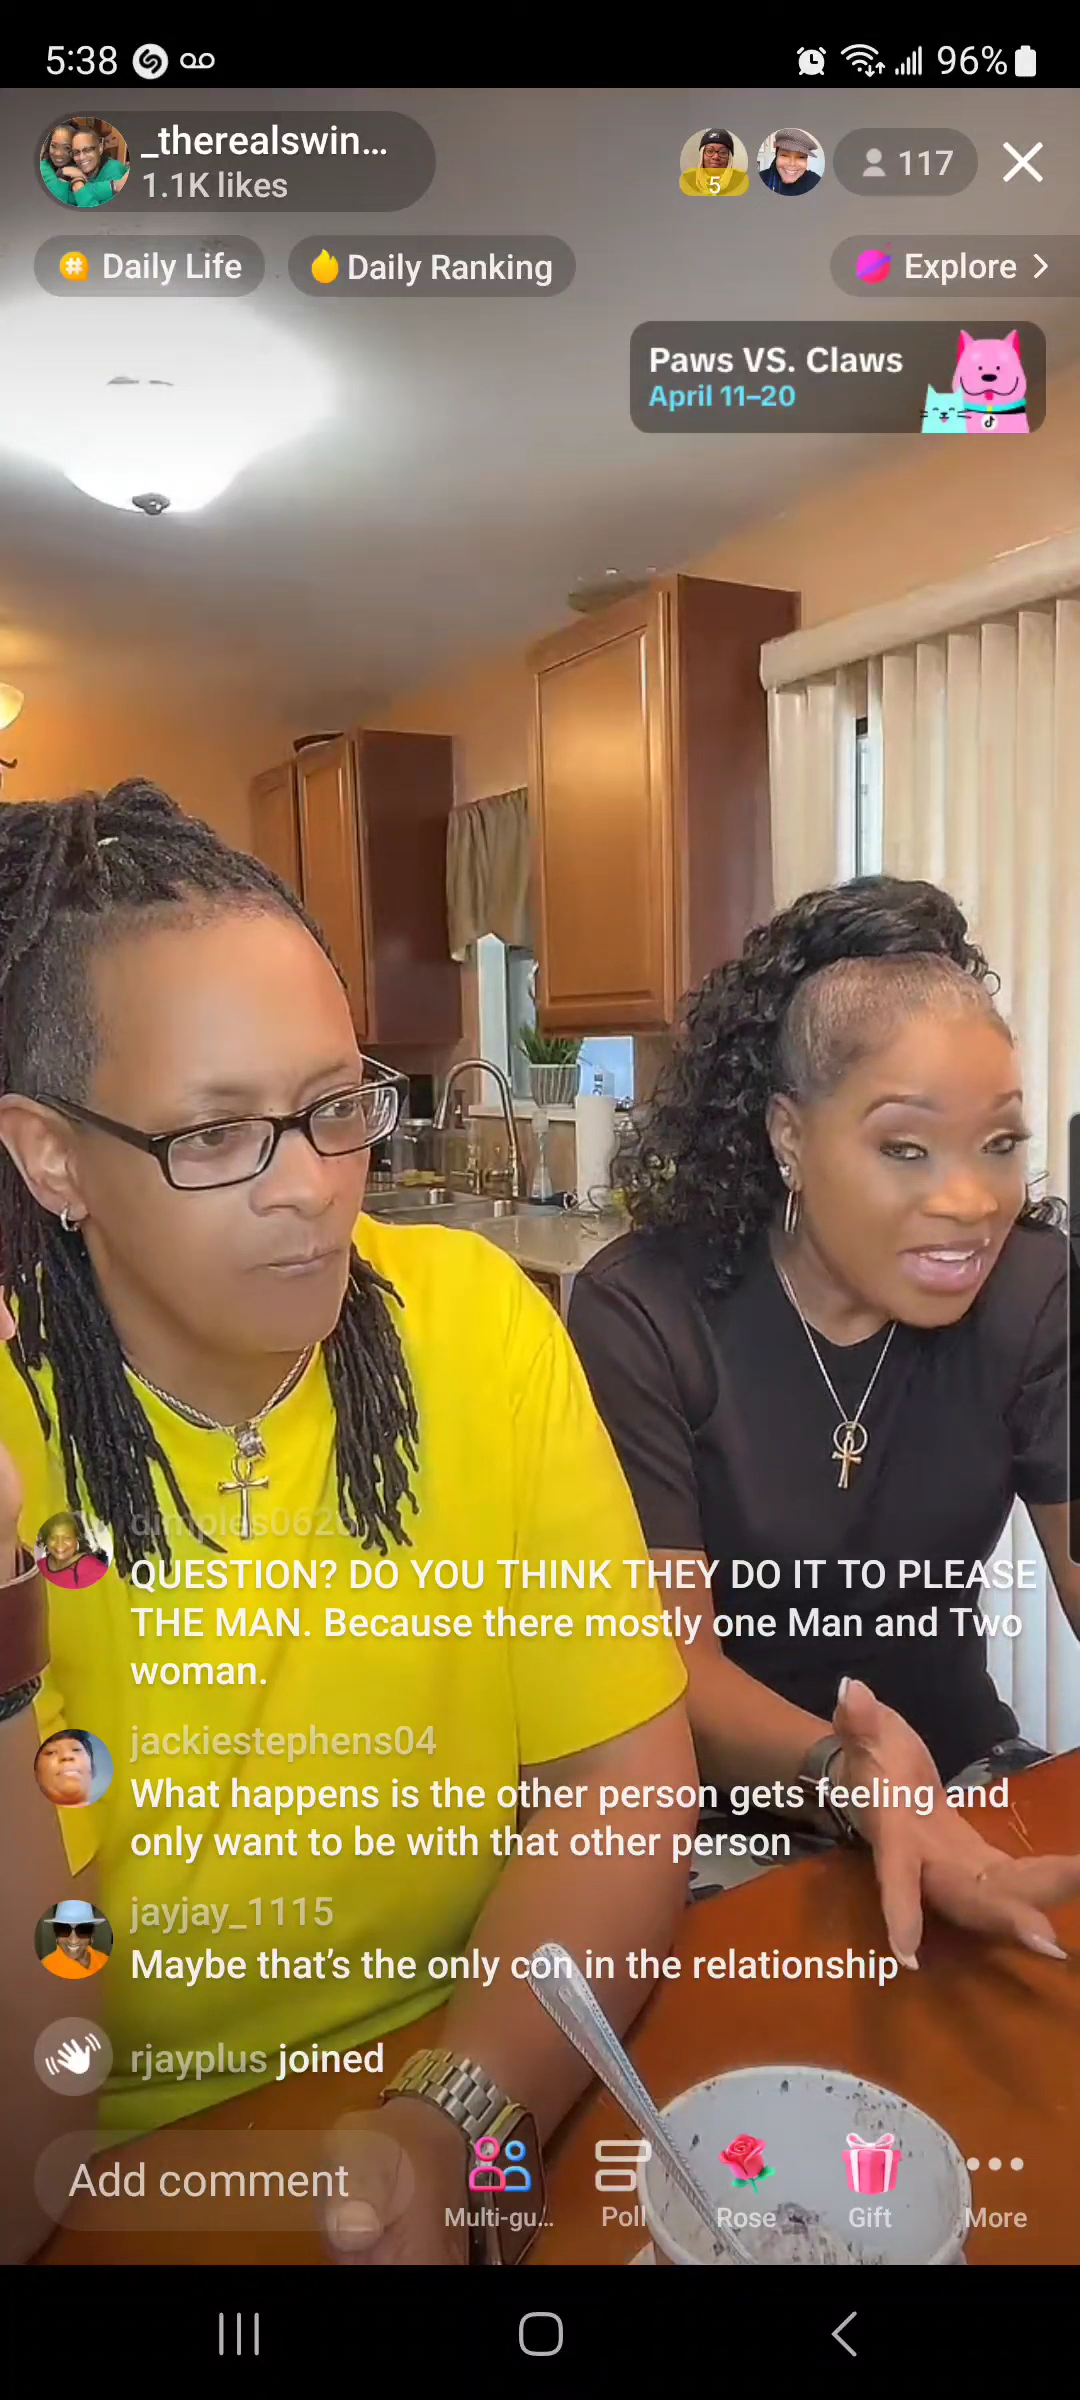 5:38
96%
_therealswin...
1.1K likes
5
117
Daily Life
Daily Ranking
Explore >
Paws VS. Claws
April 11–20
dimples0626
QUESTION? DO YOU THINK THEY DO IT TO PLEASE
THE MAN. Because there mostly one Man and Two
woman.
jackiestephens04
What happens is the other person gets feeling and
only want to be with that other person
jayjay_1115
Maybe that's the only con in the relationship
rjayplus joined
Add comment
Multi-gu...
Poll
Rose
Gift
More